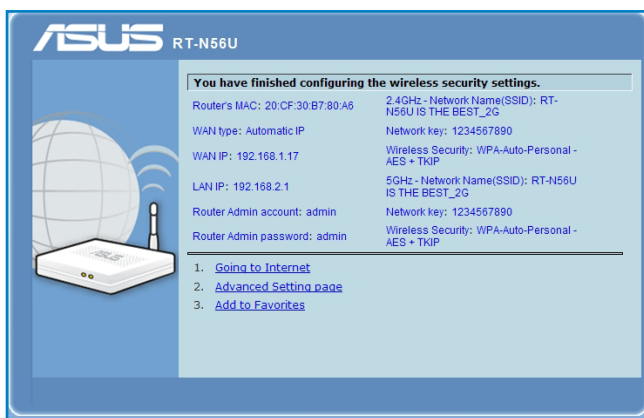 ASUS RT-N56U
You have finished configuring the wireless security settings.
Router's MAC: 20:CF:30:B7:80:A6
2.4GHz - Network Name(SSID): RT-
N56U IS THE BEST_2G
WAN type: Automatic IP
Network key: 1234567890
WAN IP: 192.168.1.17
Wireless Security: WPA-Auto-Personal -
AES + TKIP
LAN IP: 192.168.2.1
5GHz - Network Name(SSID): RT-N56U
IS THE BEST_2G
Router Admin account: admin
Network key: 1234567890
Router Admin password: admin
Wireless Security: WPA-Auto-Personal -
AES + TKIP
1. Going to Internet
2. Advanced Setting page
3. Add to Favorites
ASUS